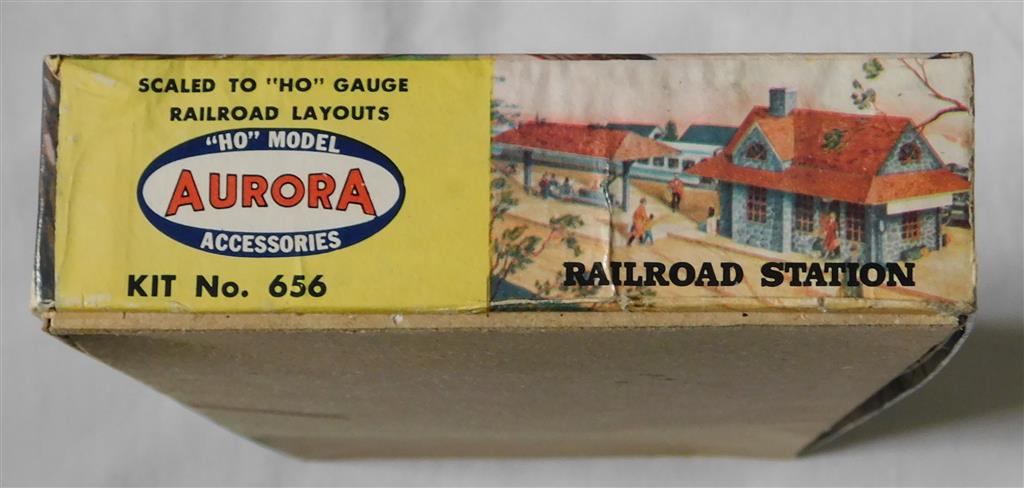 SCALED TO "HO" GAUGE
RAILROAD LAYOUTS
"HO" MODEL
AURORA
ACCESSORIES
KIT No. 656
RAILROAD STATION